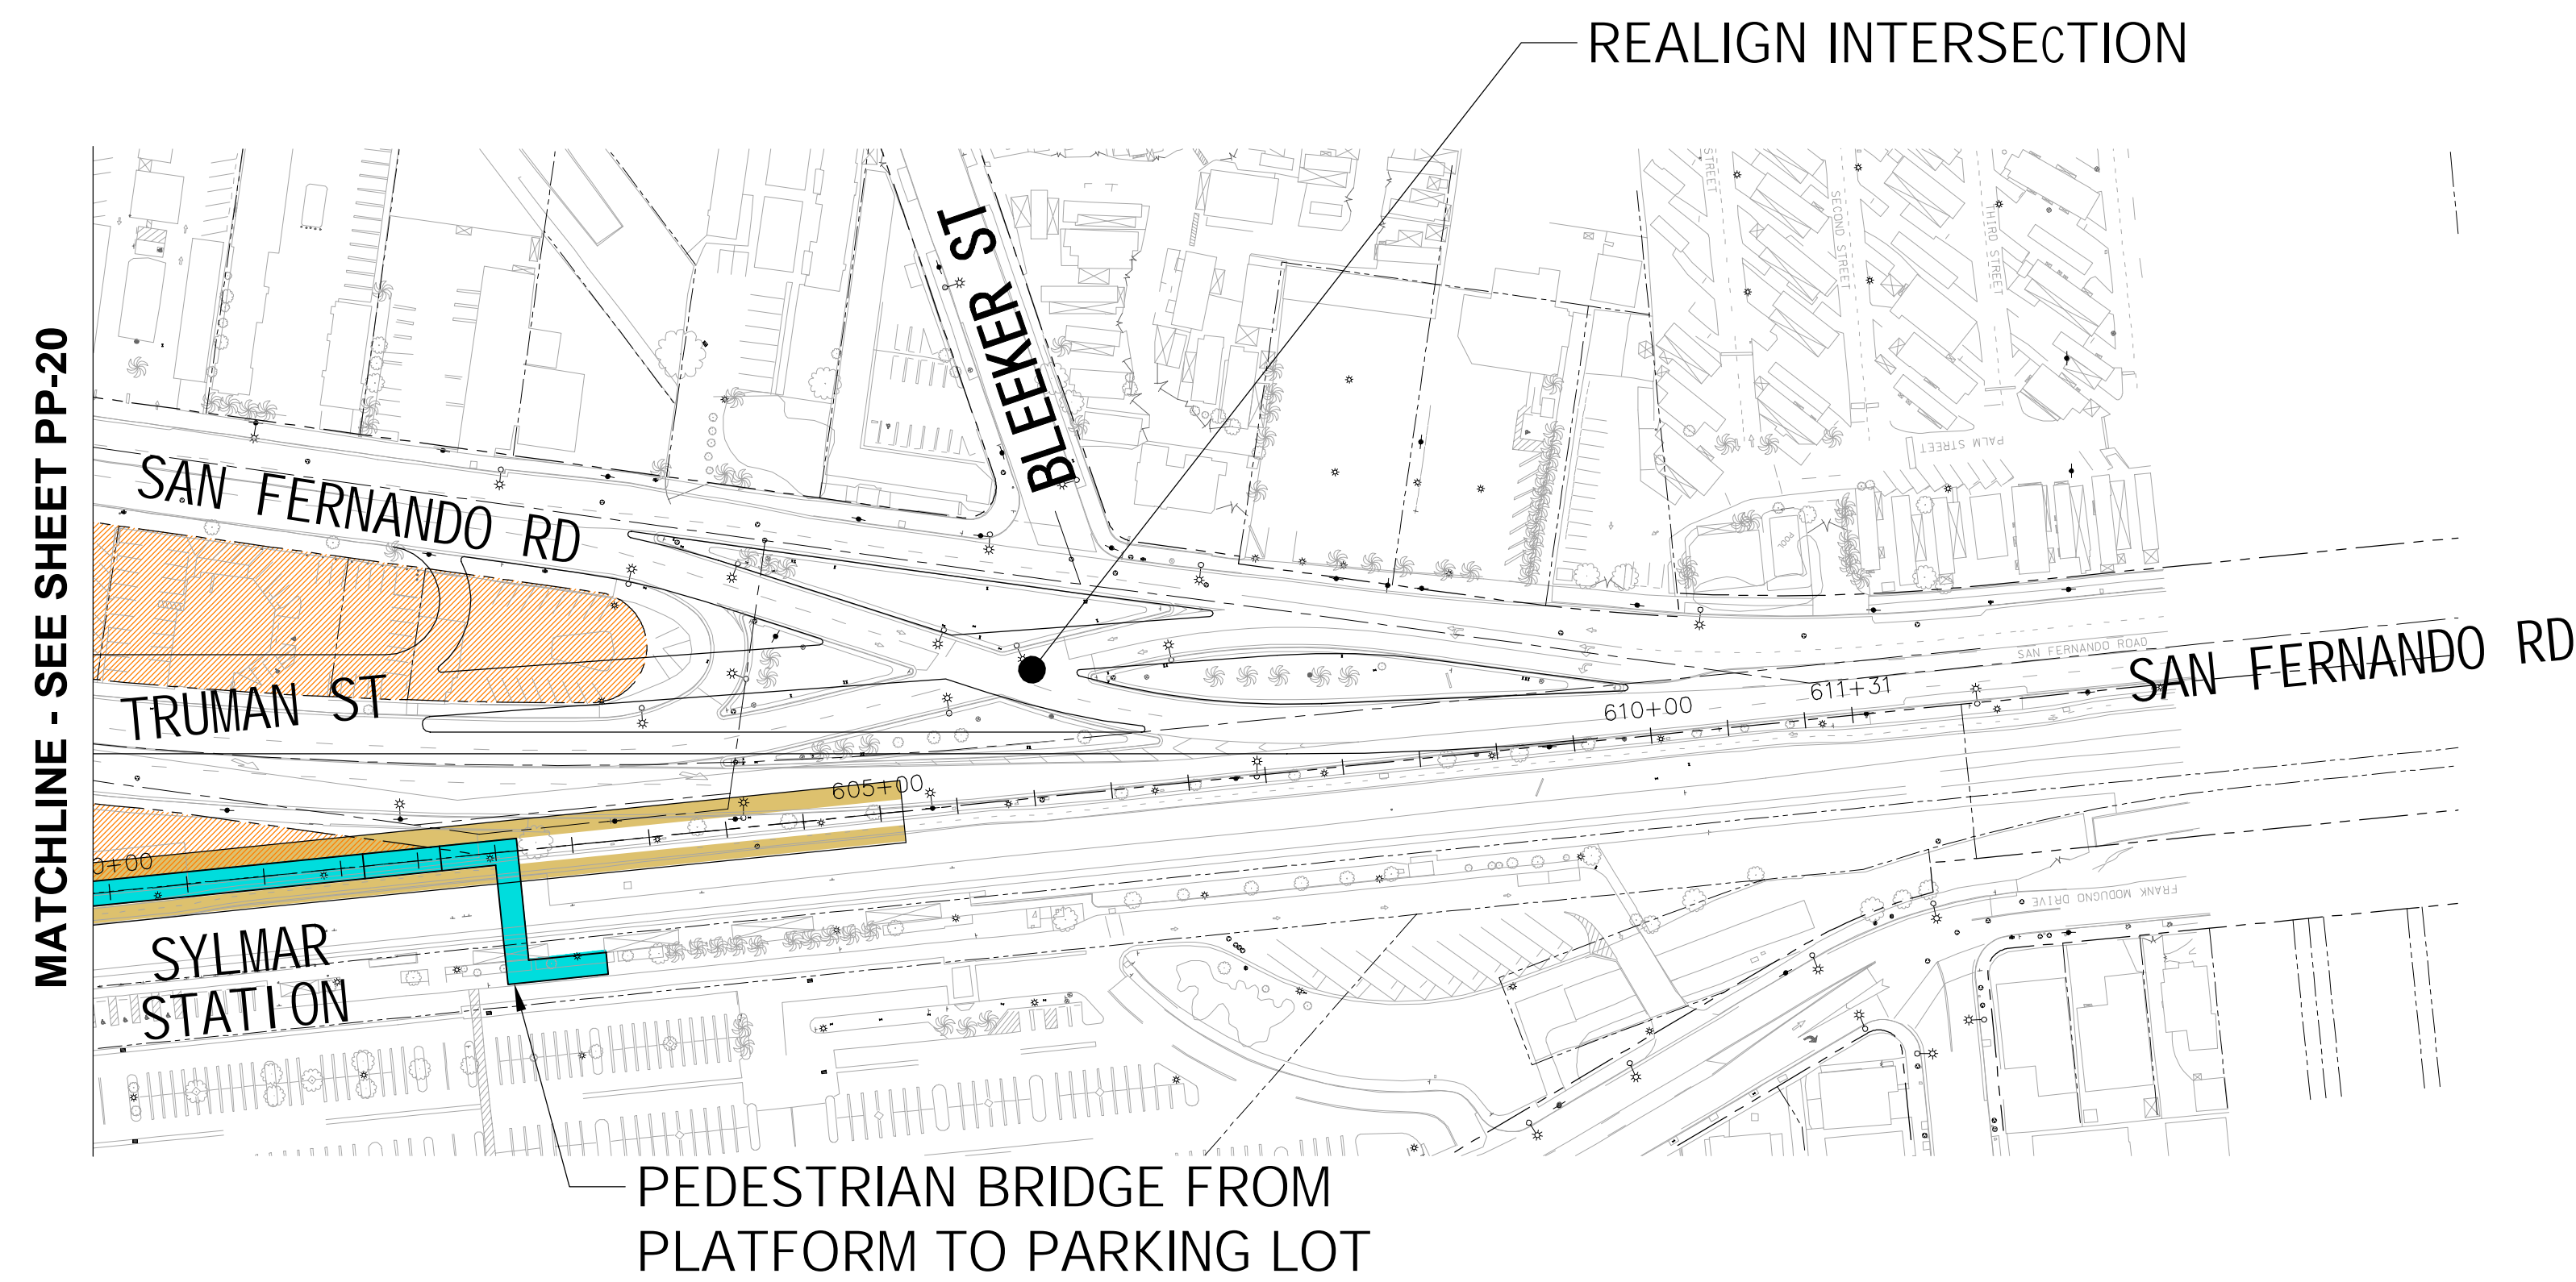 REALIGN INTERSECTION
MATCHLINE - SEE SHEET PP-20
BLEEKER ST
STREET
SECOND STREET
THIRD STREET
PALM STREET
POOL
SAN FERNANDO RD
SAN FERNANDO ROAD
SAN FERNANDO RD
TRUMAN ST
611+31
610+00
605+00
0+00
FRANK MODUGNO DRIVE
SYLMAR
STATION
PEDESTRIAN BRIDGE FROM
PLATFORM TO PARKING LOT